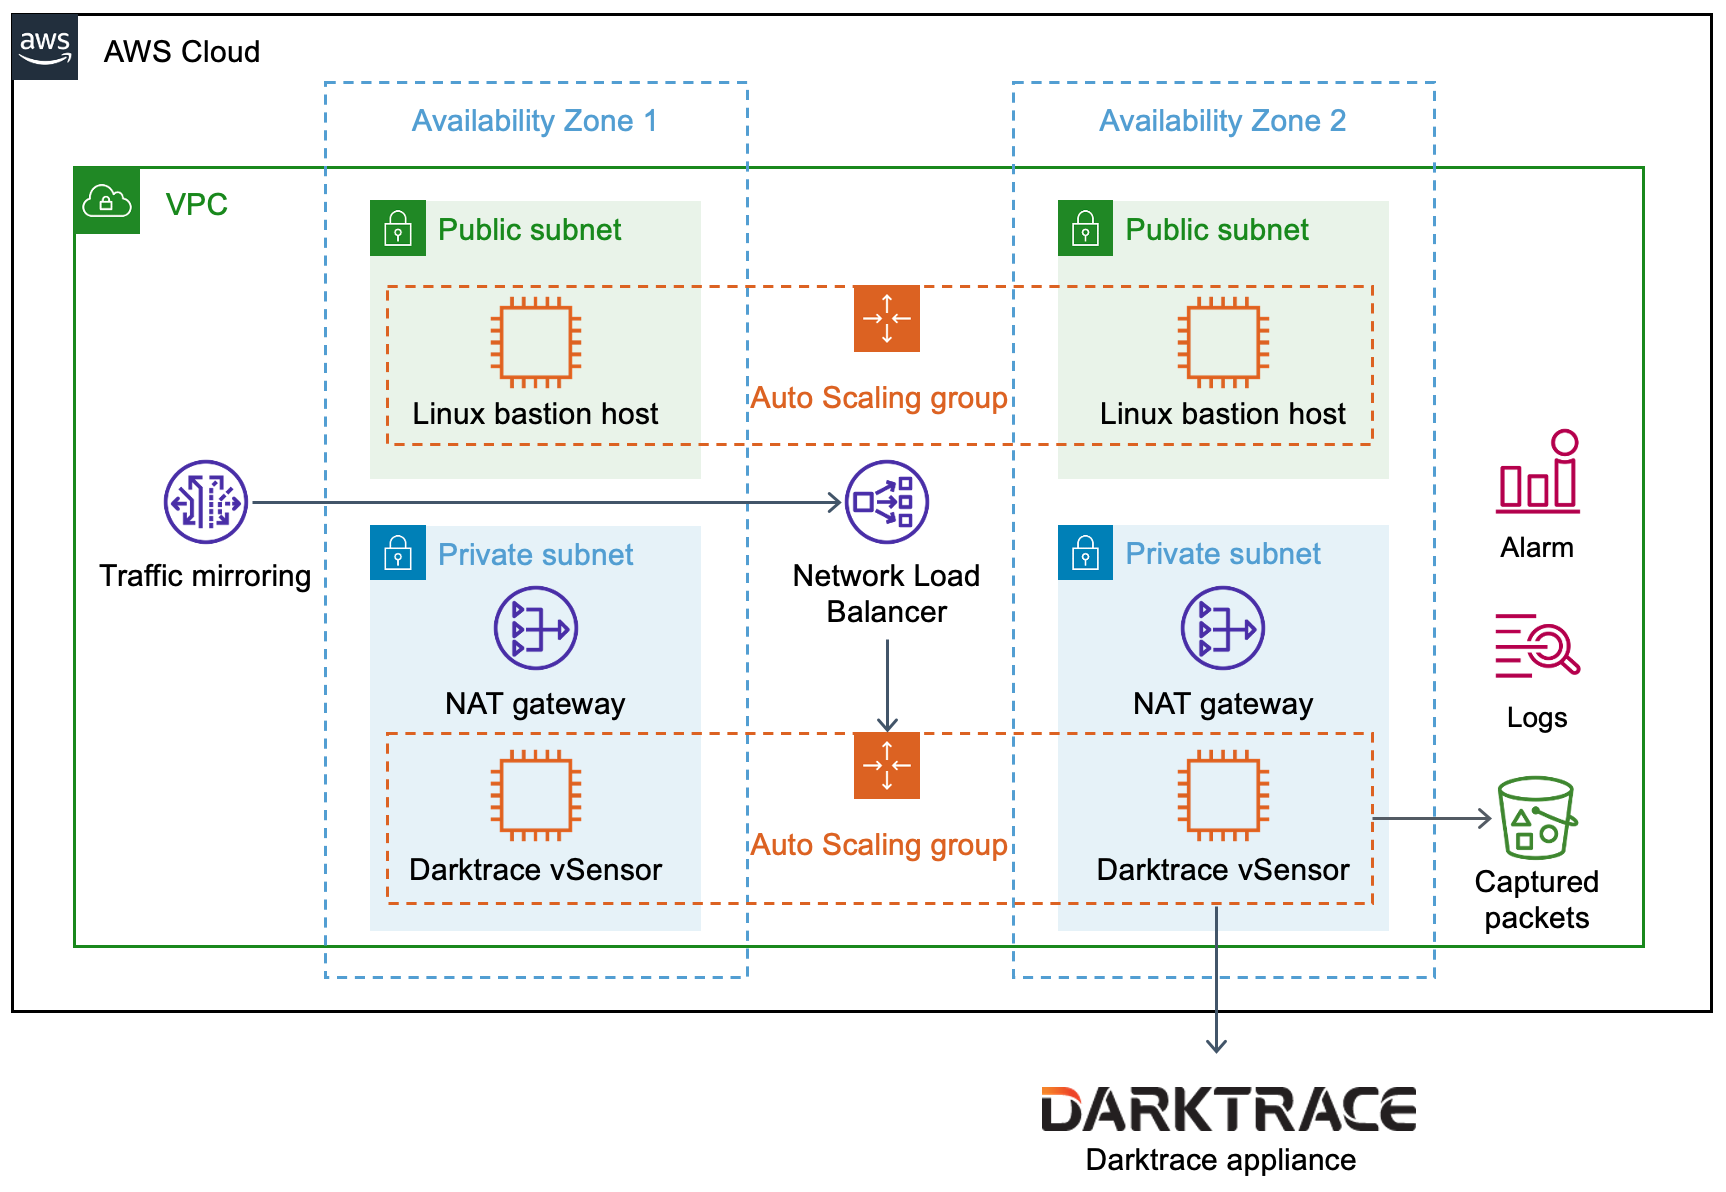 aws
AWS Cloud
Availability Zone 1
Availability Zone 2
VPC
Public subnet
Public subnet
Linux bastion host
Auto Scaling group
Linux bastion host
Traffic mirroring
Network Load
Balancer
Alarm
Private subnet
Private subnet
NAT gateway
NAT gateway
Logs
Darktrace vSensor
Auto Scaling group
Darktrace vSensor
Captured
packets
DARKTRACE
Darktrace appliance